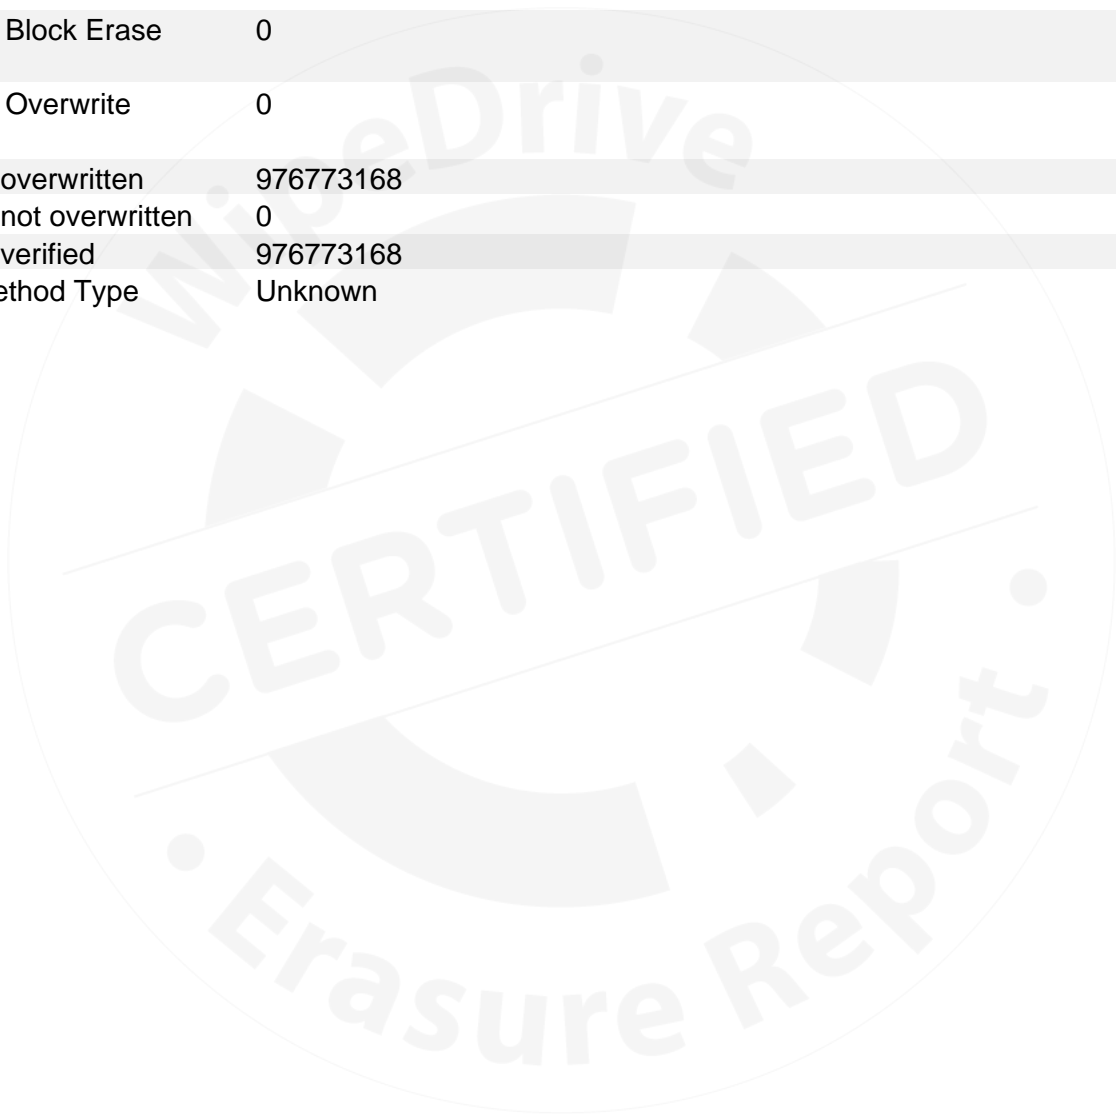 Block Erase 0
Overwrite 0
overwritten 976773168
not overwritten 0
verified 976773168
ethod Type Unknown
WipeDrive
CERTIFIED
• Erasure Report •